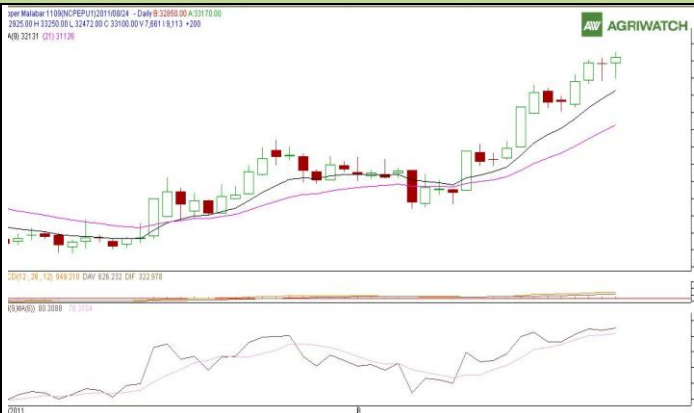 oper Malabar 1109(NCPEPU1)2011/08/24 - Daily B:32850.00 A:33170.00
2925.00 H 33250.00 L 32472.00 C 33100.00 V 7,661 I 9,113 +200
A(9) 32131 (21) 31126
AW AGRIWATCH
CD(12 , 26 , 12) 949.210 DAV 626.232 DIF 322.978
I(9,MA(6)) 80.3088 76.3704
/2011
8